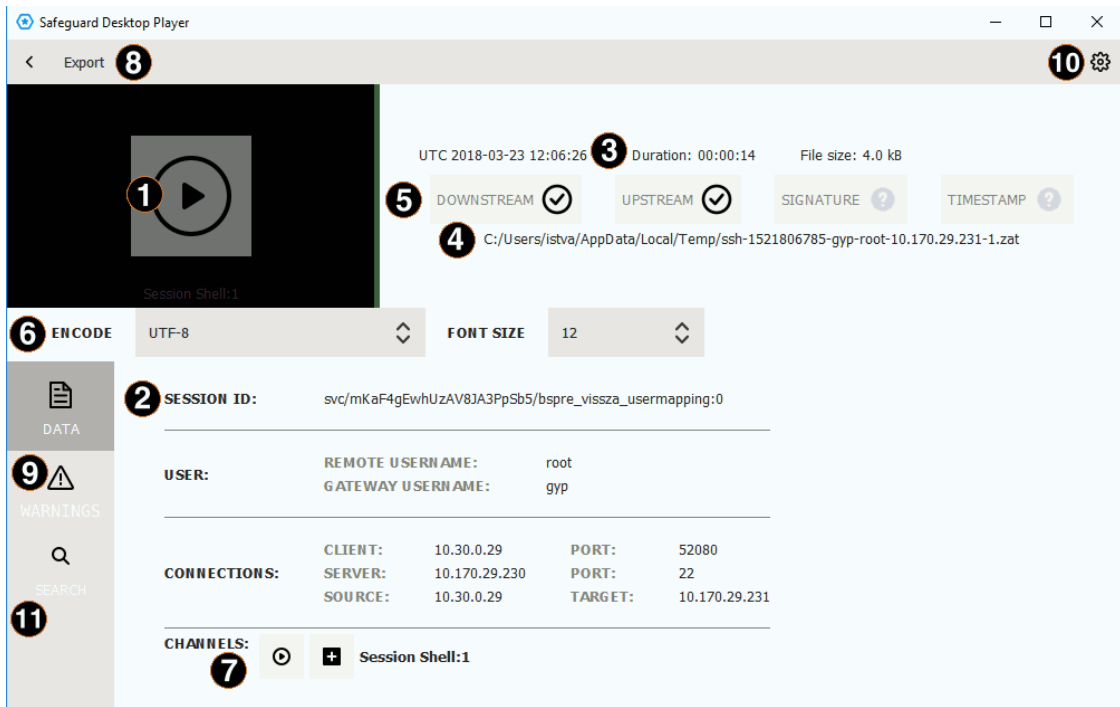 Safeguard Desktop Player
Export 8
10
UTC 2018-03-23 12:06:26 3 Duration: 00:00:14 File size: 4.0 kB
1
5 DOWNSTREAM UPSTREAM SIGNATURE ? TIMESTAMP ?
4 C:/Users/istva/AppData/Local/Temp/ssh-1521806785-gyp-root-10.170.29.231-1.zat
Session Shell:1
6 ENCODE UTF-8 FONT SIZE 12
DATA
9
WARNINGS
SEARCH
11
2 SESSION ID: svc/mKaF4gEwhUzAV8JA3PpSb5/bspre_vissza_usermapping:0
USER:
REMOTE USERNAME: root
GATEWAY USERNAME: gyp
CONNECTIONS:
CLIENT: 10.30.0.29 PORT: 52080
SERVER: 10.170.29.230 PORT: 22
SOURCE: 10.30.0.29 TARGET: 10.170.29.231
CHANNELS:
7
Session Shell:1